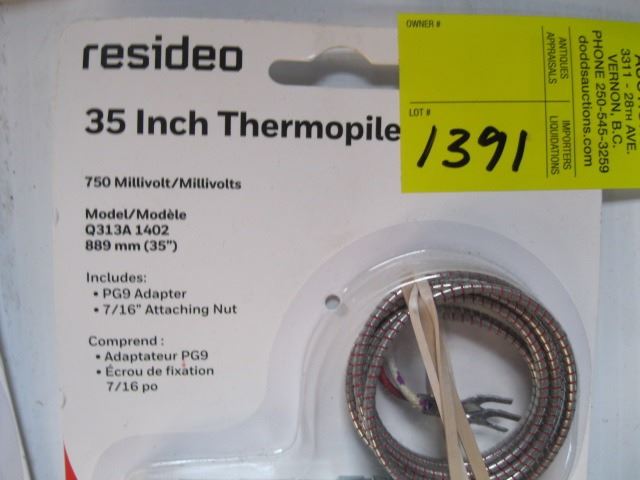 resideo
35 Inch Thermopile
750 Millivolt/Millivolts
Model/Modèle
Q313A 1402
889 mm (35")
Includes:
• PG9 Adapter
• 7/16" Attaching Nut
Comprend :
• Adaptateur PG9
• Écrou de fixation
7/16 po
OWNER #
LOT #
1391
ANTIQUES
APPRAISALS
IMPORTERS
LIQUIDATIONS
3311 - 28TH AVE.
VERNON, B.C.
PHONE 250-545-3259
doddsauctions.com